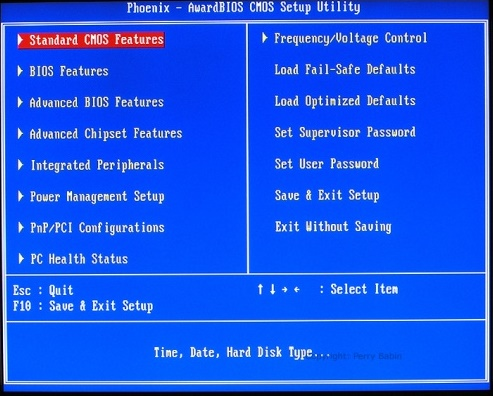 Phoenix - AwardBIOS CMOS Setup Utility
Standard CMOS Features
BIOS Features
Advanced BIOS Features
Advanced Chipset Features
Integrated Peripherals
Power Management Setup
PnP/PCI Configurations
PC Health Status
Frequency/Voltage Control
Load Fail-Safe Defaults
Load Optimized Defaults
Set Supervisor Password
Set User Password
Save & Exit Setup
Exit Without Saving
Esc : Quit
F10 : Save & Exit Setup
↑ ↓ → ← : Select Item
Time, Date, Hard Disk Type...
Perry Babin